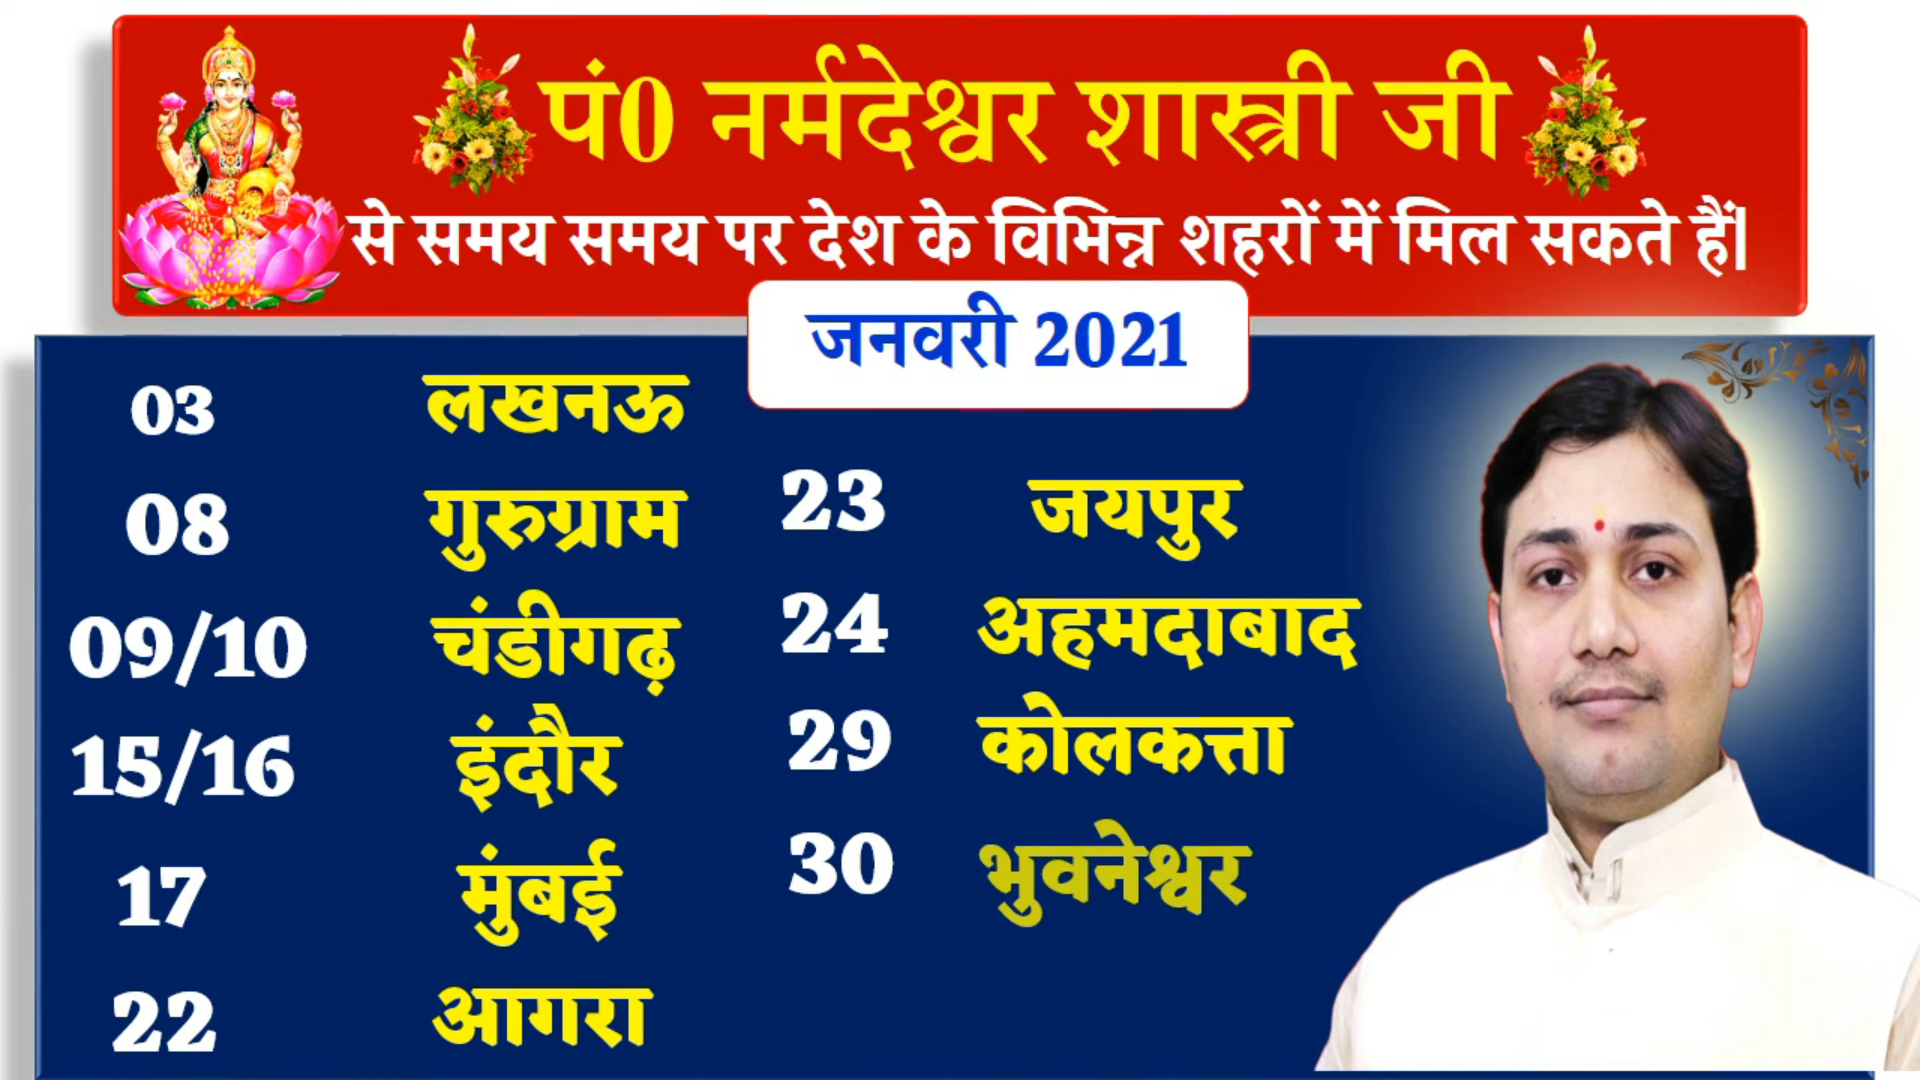 पं0 नर्मदेश्वर शास्त्री जी
से समय समय पर देश के विभिन्न शहरों में मिल सकते हैं|
जनवरी 2021
03 लखनऊ
08 गुरुग्राम
09/10 चंडीगढ़
15/16 इंदौर
17 मुंबई
22 आगरा
23 जयपुर
24 अहमदाबाद
29 कोलकत्ता
30 भुवनेश्वर